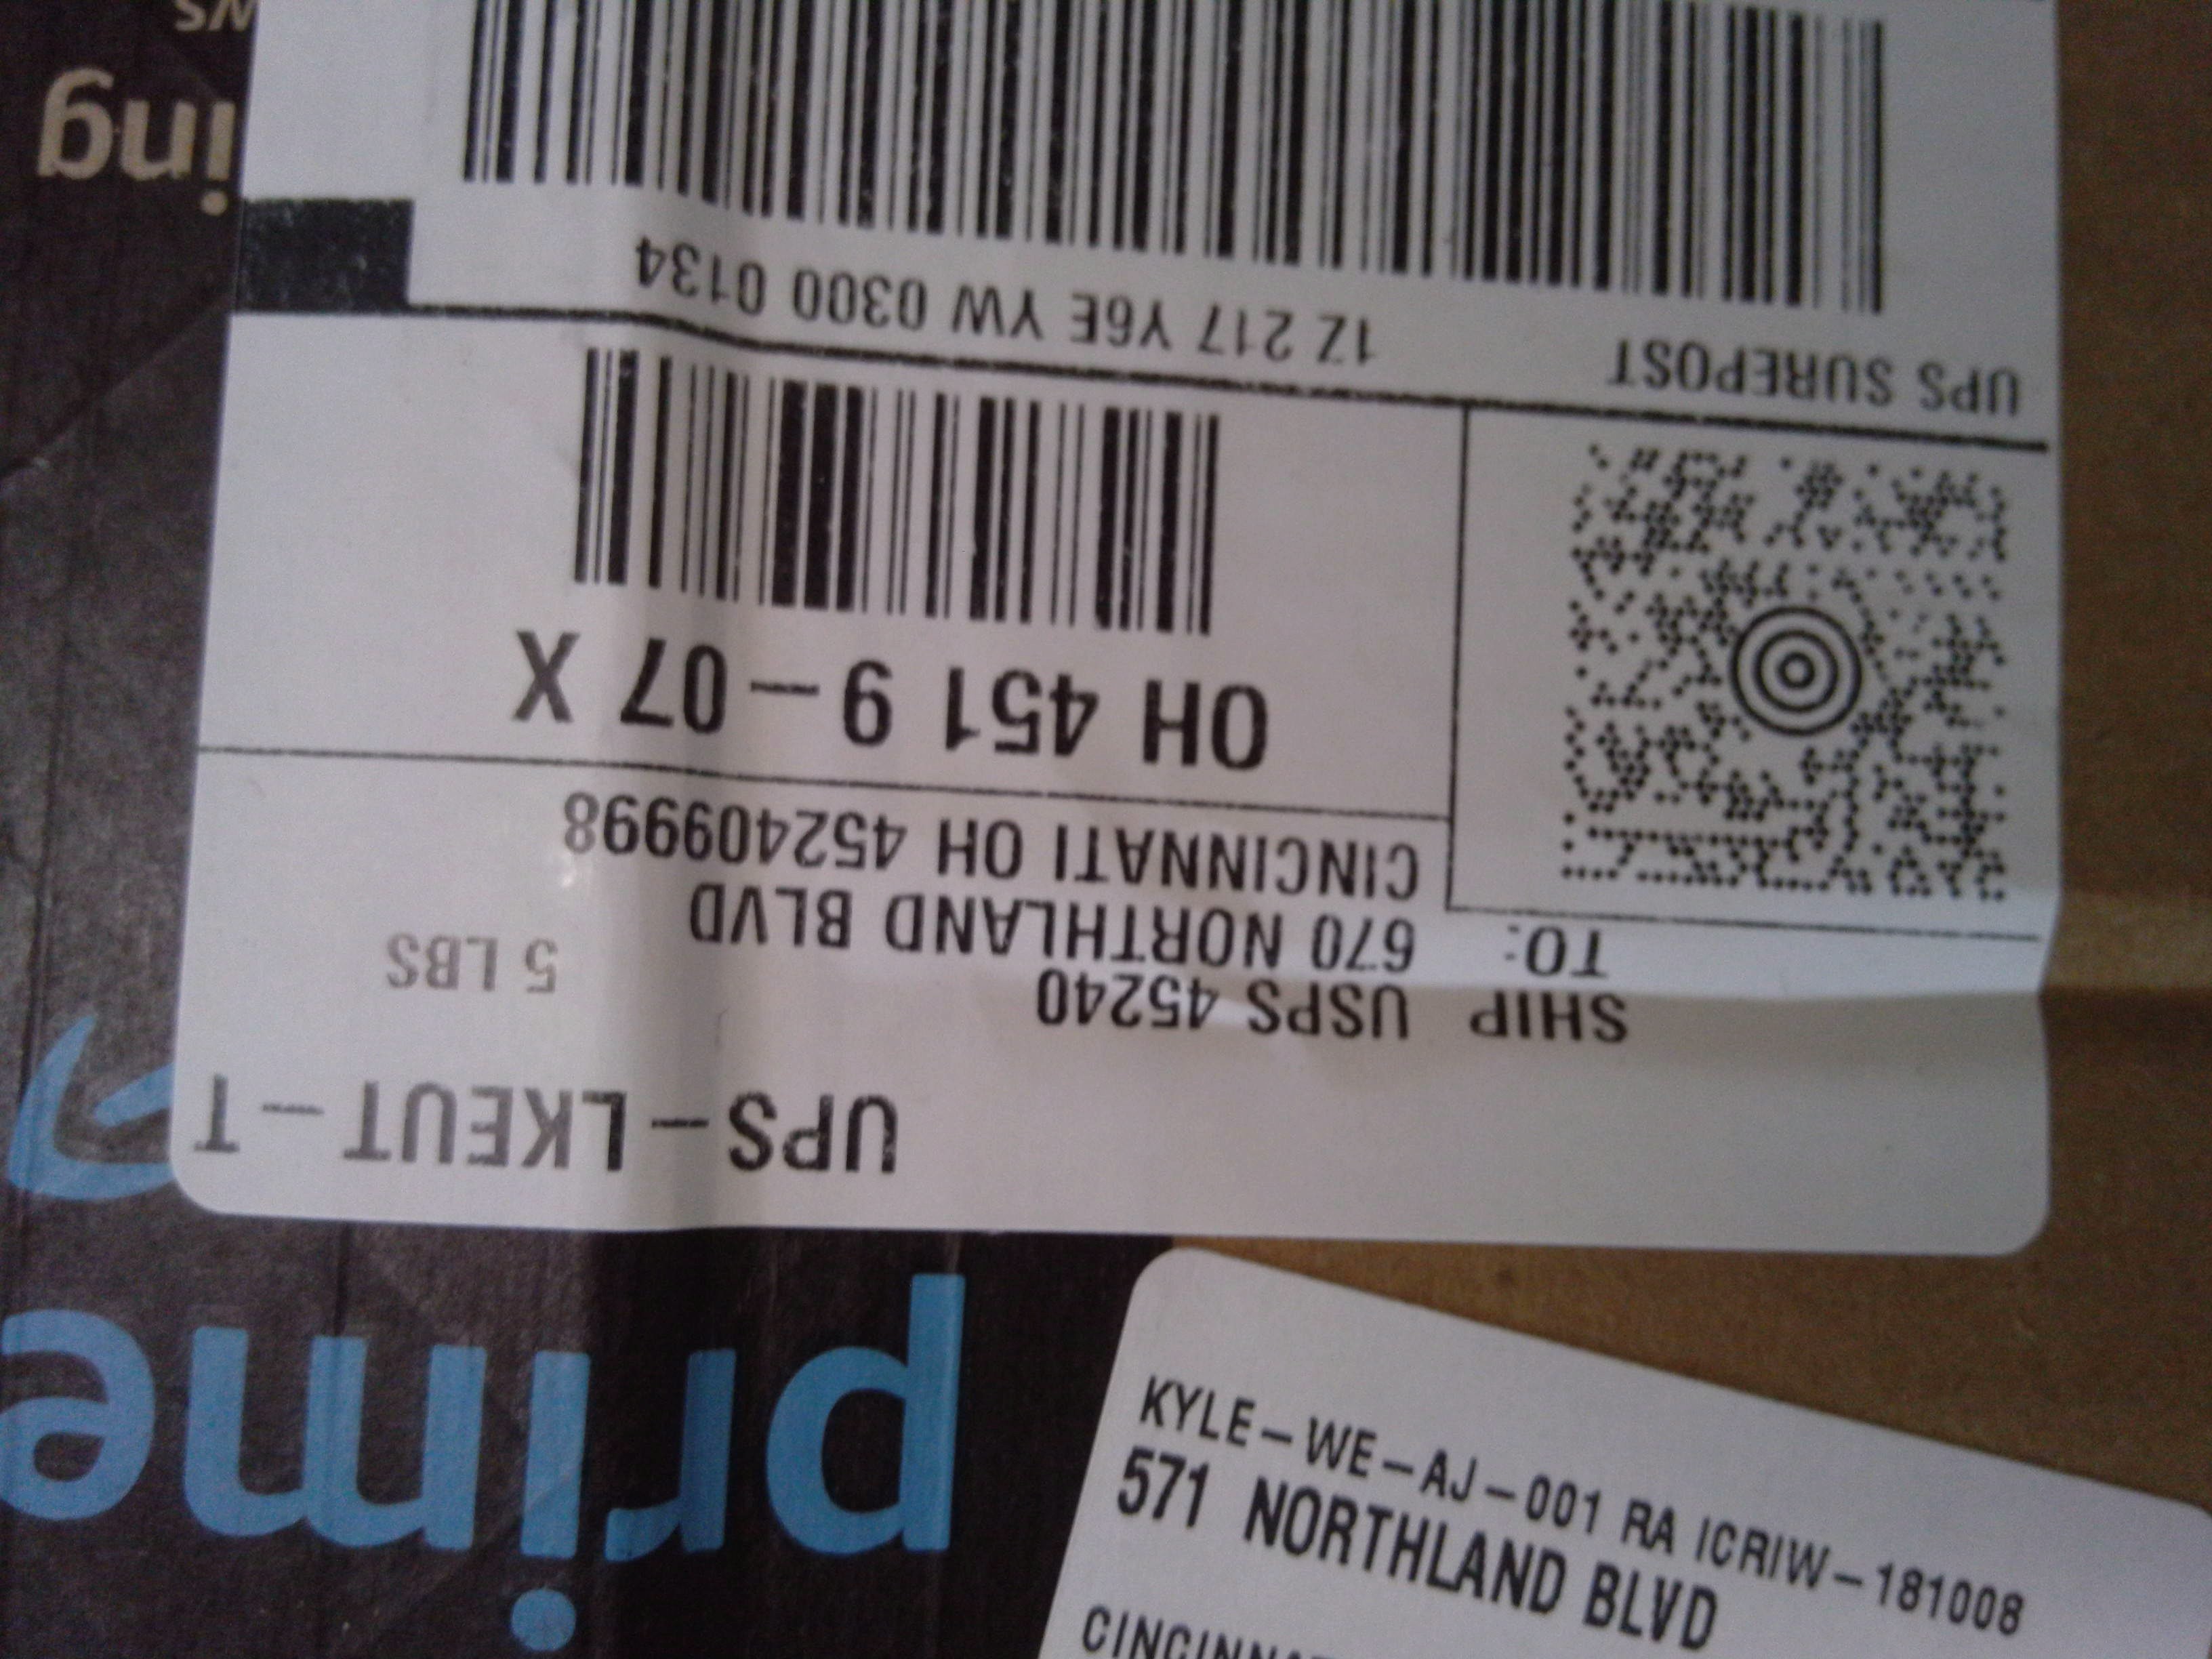 UPS-LKEUT-T
SHIP USPS 45240
TO: 670 NORTHLAND BLVD
5 LBS
CINCINNATI OH 452409998
OH 451 9-07 X
UPS SUREPOST
1Z 217 Y6E YW 0300 0134
prime
ing
KYLE-WE-AJ-001 RA ICRIW-181008
571 NORTHLAND BLVD